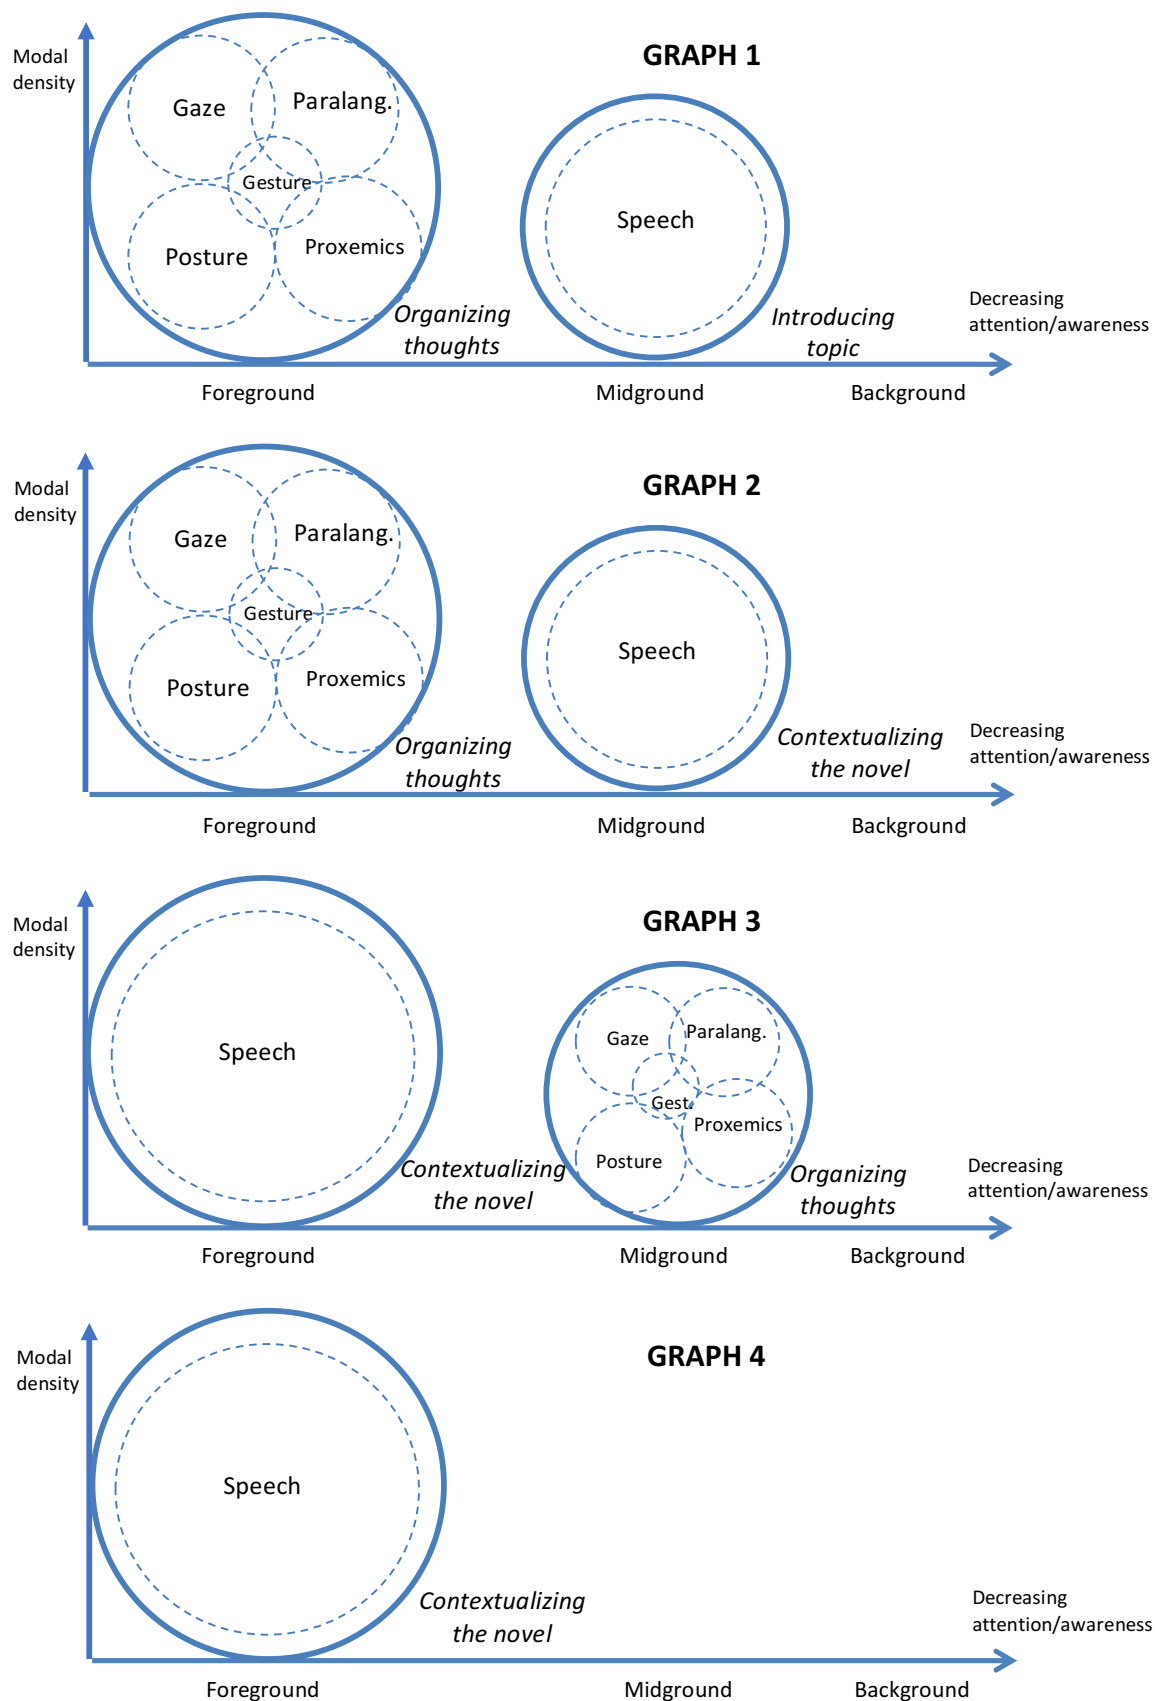 Modal
density
GRAPH 1
Gaze
Paralang.
Gesture
Posture
Proxemics
Speech
Organizing
thoughts
Introducing
topic
Decreasing
attention/awareness
Foreground
Midground
Background
Modal
density
GRAPH 2
Gaze
Paralang.
Gesture
Posture
Proxemics
Speech
Organizing
thoughts
Contextualizing
the novel
Decreasing
attention/awareness
Foreground
Midground
Background
Modal
density
GRAPH 3
Speech
Gaze
Paralang.
Gest.
Proxemics
Posture
Contextualizing
the novel
Organizing
thoughts
Decreasing
attention/awareness
Foreground
Midground
Background
Modal
density
GRAPH 4
Speech
Contextualizing
the novel
Decreasing
attention/awareness
Foreground
Midground
Background